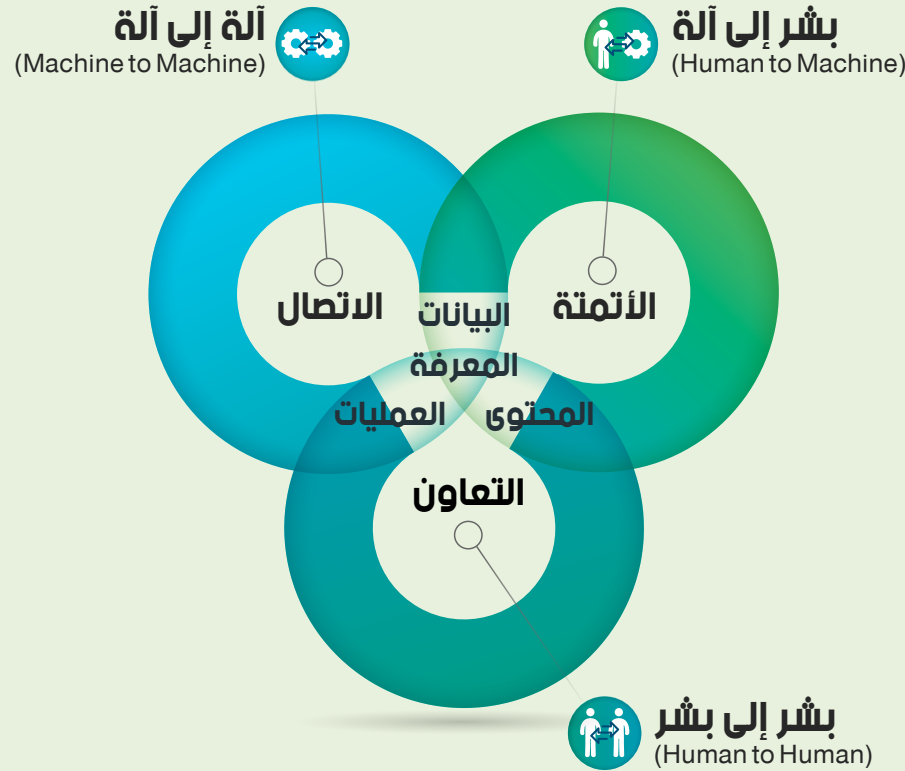 بشر إلى آلة
(Human to Machine)
آلة إلى آلة
(Machine to Machine)
الأتمتة
الاتصال
البيانات
المعرفة
المحتوى
العمليات
التعاون
بشر إلى بشر
(Human to Human)